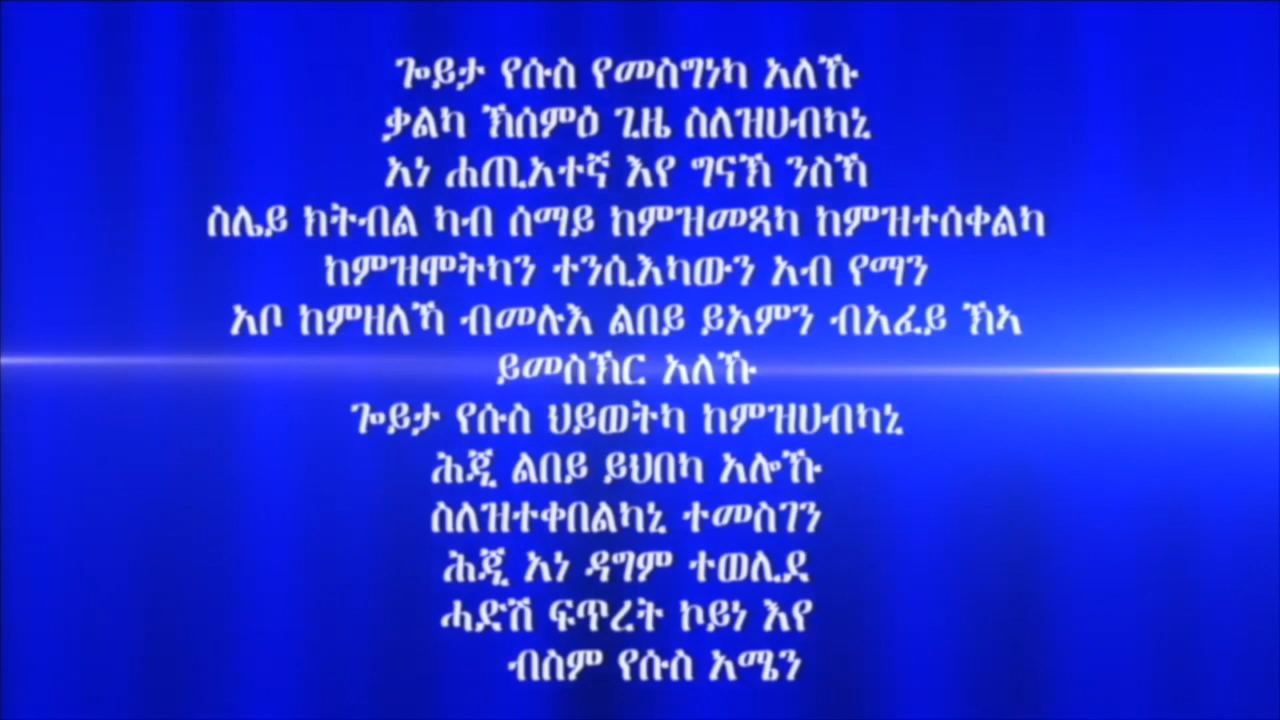 ጐይታ የሱስ የመስግነካ አለኹ
ቃልካ ኽሰምዕ ጊዜ ስለዝሀብካኒ
አነ ሐጢአተኛ እየ ግናኽ ንስኻ
ስሌይ ክትብል ካብ ሰማይ ከምዝመጻካ ከምዝተሰቀልካ
ከምዝሞትካን ተንሲእካውን አብ የማን
አቦ ከምዘለኻ ብመሉእ ልበይ ይአምን ብአፈይ ኽኣ
ይመስኽር አለኹ
ጐይታ የሱስ ህይወትካ ከምዝሀብካኒ
ሕጂ ልበይ ይህበካ አሎኹ
ስለዝተቀበልካኒ ተመስገን
ሕጂ አነ ዳግም ተወሊደ
ሓድሽ ፍጥረት ኮይነ እየ
ብስም የሱስ አሜን